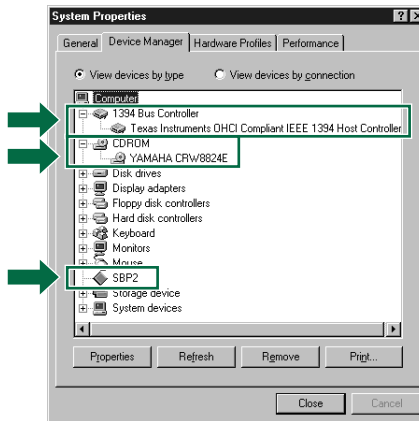 System Properties
General
Device Manager
Hardware Profiles
Performance
View devices by type
View devices by connection
Computer
1394 Bus Controller
Texas Instruments OHCI Compliant IEEE 1394 Host Controller
CDROM
YAMAHA CRW8824E
Disk drives
Display adapters
Floppy disk controllers
Hard disk controllers
Keyboard
Monitors
Mouse
SBP2
Storage device
System devices
Properties
Refresh
Remove
Print...
Close
Cancel